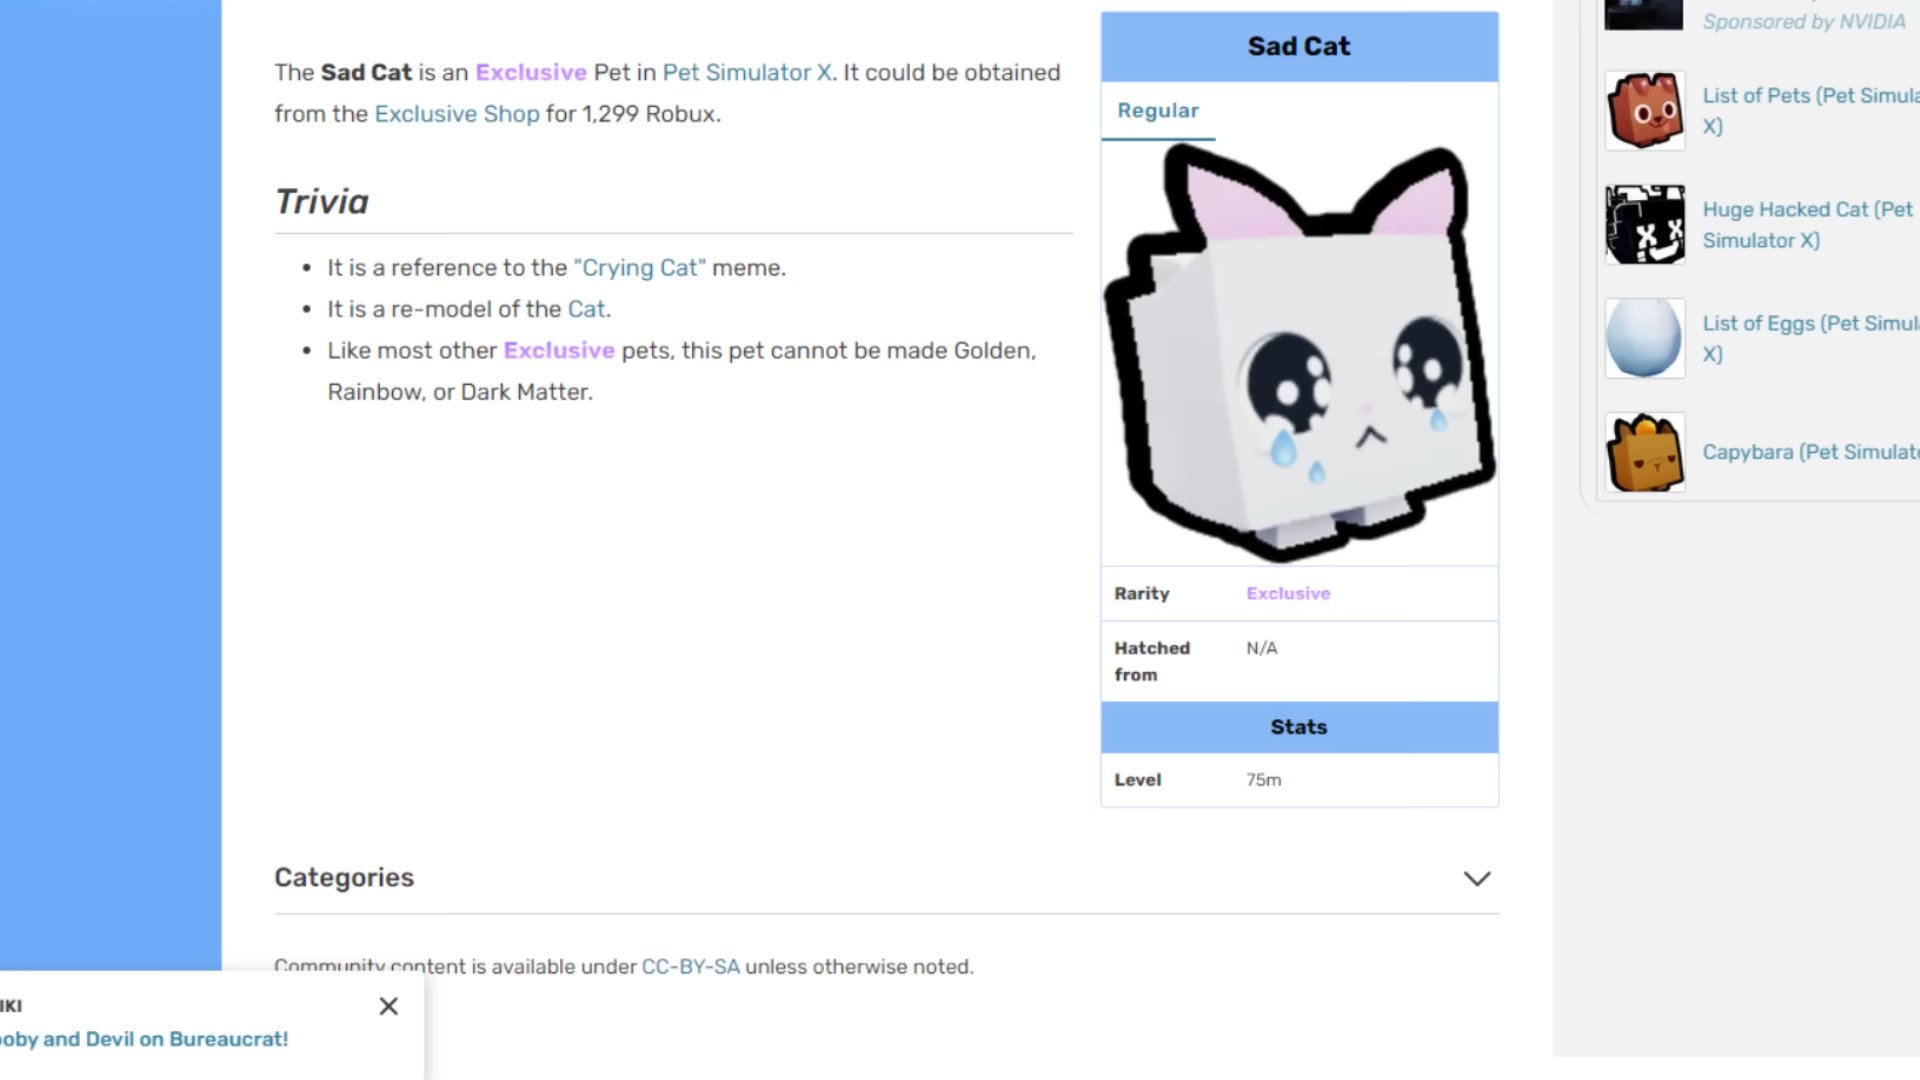 The Sad Cat is an Exclusive Pet in Pet Simulator X. It could be obtained
from the Exclusive Shop for 1,299 Robux.
Trivia
• It is a reference to the "Crying Cat" meme.
• It is a re-model of the Cat.
• Like most other Exclusive pets, this pet cannot be made Golden,
Rainbow, or Dark Matter.
Sad Cat
Regular
Rarity Exclusive
Hatched from N/A
Stats
Level 75m
Categories
Community content is available under CC-BY-SA unless otherwise noted.
IKI
ooby and Devil on Bureaucrat!
Sponsored by NVIDIA
List of Pets (Pet Simula
X)
Huge Hacked Cat (Pet
Simulator X)
List of Eggs (Pet Simul
X)
Capybara (Pet Simulat